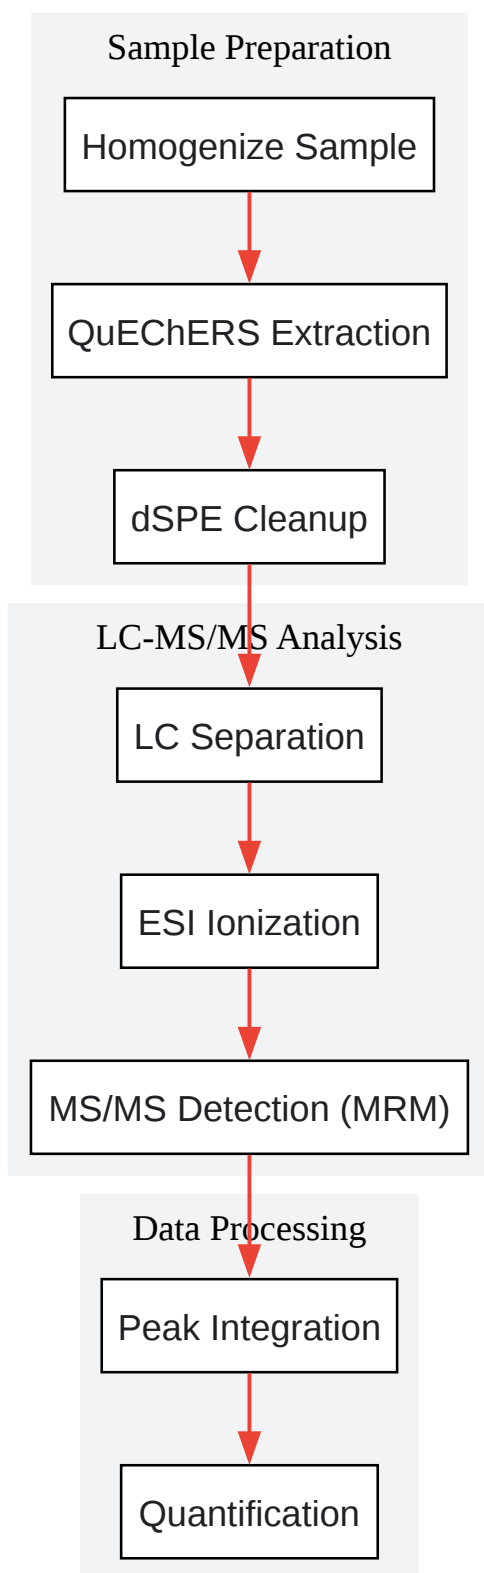 Sample Preparation
Homogenize Sample
QuEChERS Extraction
dSPE Cleanup
LC-MS/MS Analysis
LC Separation
ESI Ionization
MS/MS Detection (MRM)
Data Processing
Peak Integration
Quantification